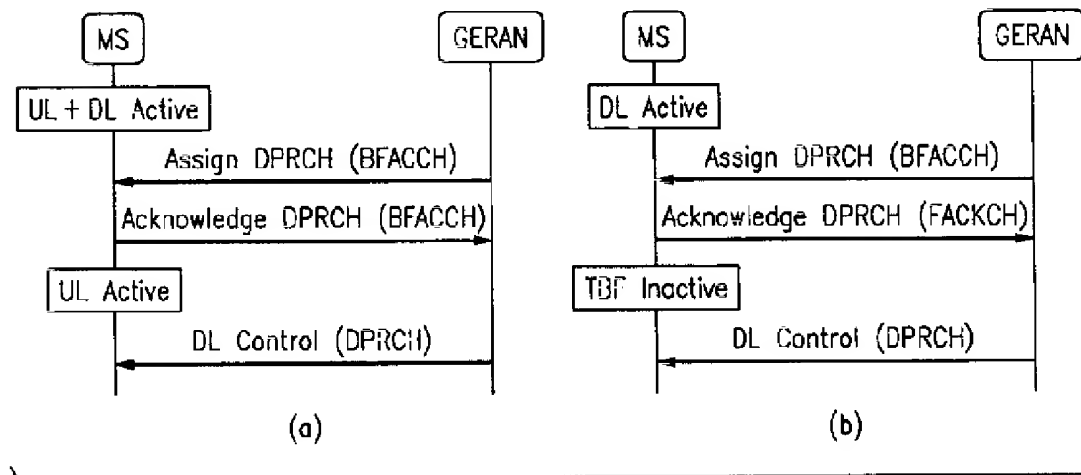 MS
GERAN
UL + DL Active
Assign DPRCH (BFACCH)
Acknowledge DPRCH (BFACCH)
UL Active
DL Control (DPRCH)
(a)
MS
GERAN
DL Active
Assign DPRCH (BFACCH)
Acknowledge DPRCH (FACKCH)
TBF Inactive
DL Control (DPRCH)
(b)
)